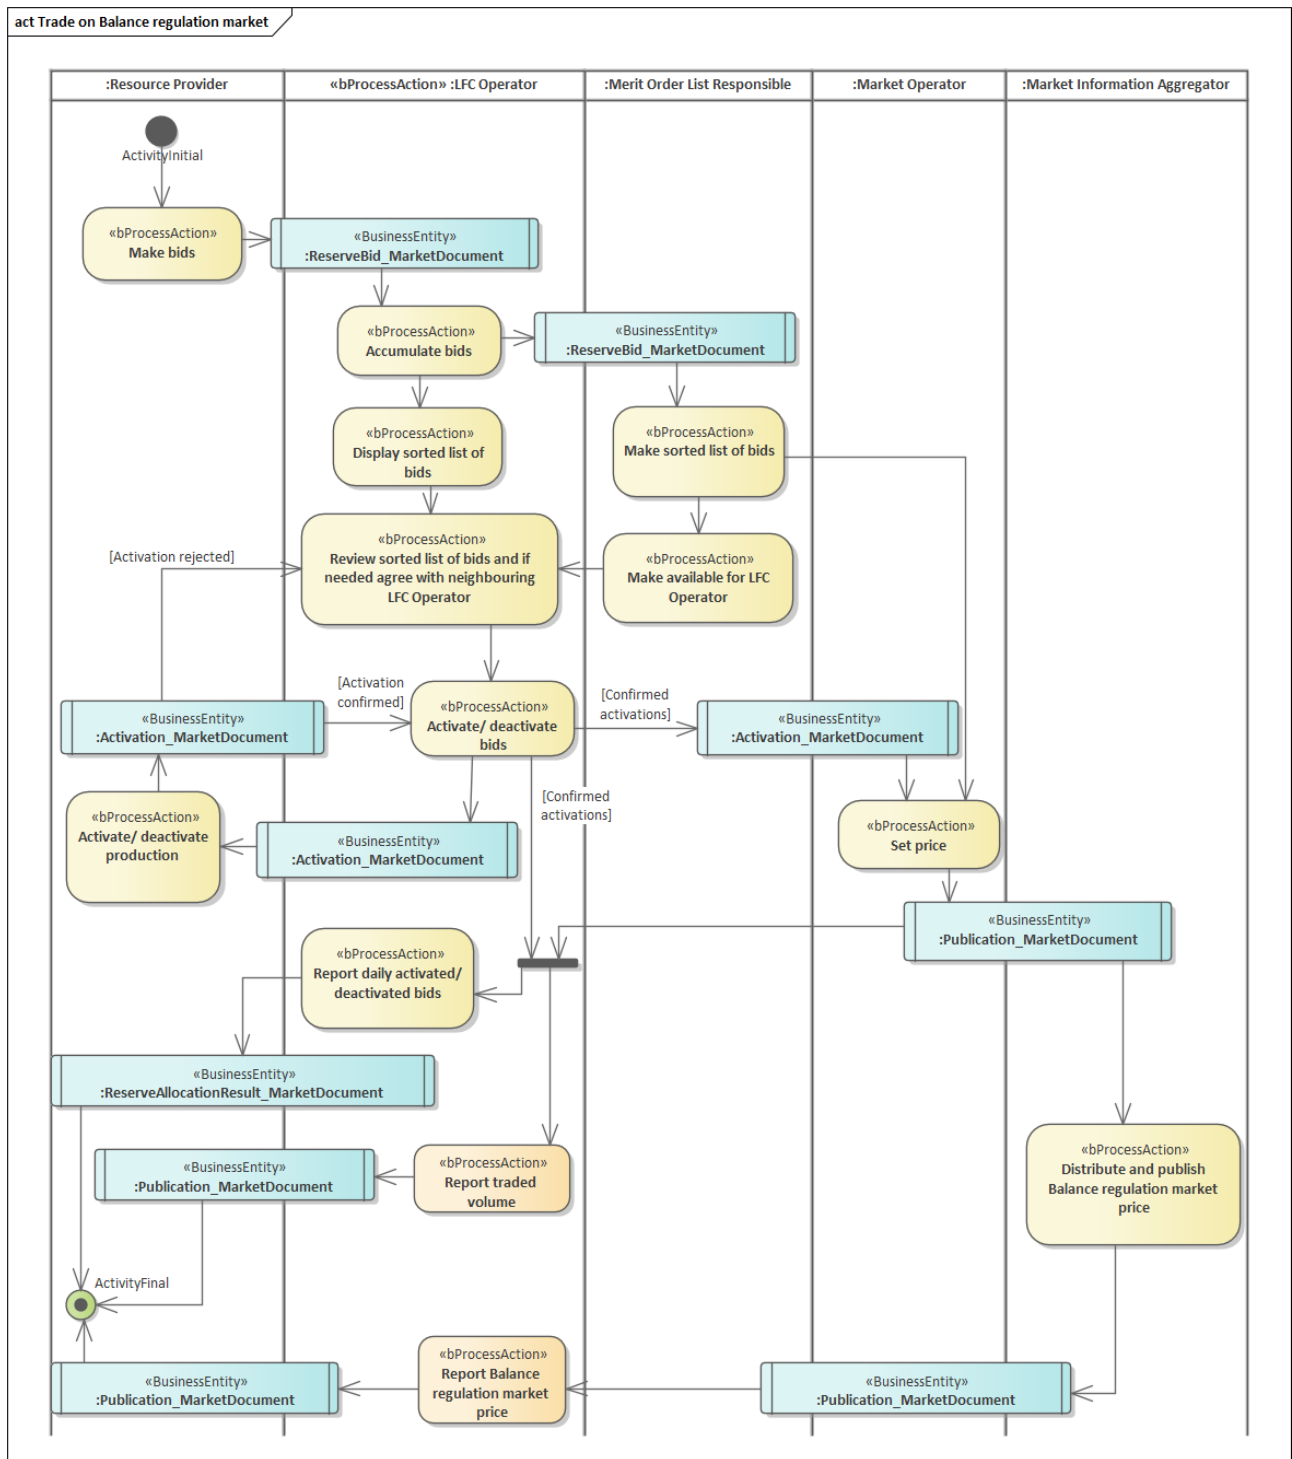 act Trade on Balance regulation market
:Resource Provider
«bProcessAction» :LFC Operator
:Merit Order List Responsible
:Market Operator
:Market Information Aggregator
ActivityInitial
«bProcessAction»
Make bids
«BusinessEntity»
:ReserveBid_MarketDocument
«bProcessAction»
Accumulate bids
«BusinessEntity»
:ReserveBid_MarketDocument
«bProcessAction»
Display sorted list of
bids
«bProcessAction»
Make sorted list of bids
[Activation rejected]
«bProcessAction»
Review sorted list of bids and if
needed agree with neighbouring
LFC Operator
«bProcessAction»
Make available for LFC
Operator
[Activation
confirmed]
«bProcessAction»
Activate/ deactivate
bids
[Confirmed
activations]
«BusinessEntity»
:Activation_MarketDocument
«BusinessEntity»
:Activation_MarketDocument
[Confirmed
activations]
«bProcessAction»
Activate/ deactivate
production
«BusinessEntity»
:Activation_MarketDocument
«bProcessAction»
Set price
«BusinessEntity»
:Publication_MarketDocument
«bProcessAction»
Report daily activated/
deactivated bids
«BusinessEntity»
:ReserveAllocationResult_MarketDocument
«BusinessEntity»
:Publication_MarketDocument
«bProcessAction»
Report traded
volume
«bProcessAction»
Distribute and publish
Balance regulation market
price
ActivityFinal
«BusinessEntity»
:Publication_MarketDocument
«bProcessAction»
Report Balance
regulation market
price
«BusinessEntity»
:Publication_MarketDocument